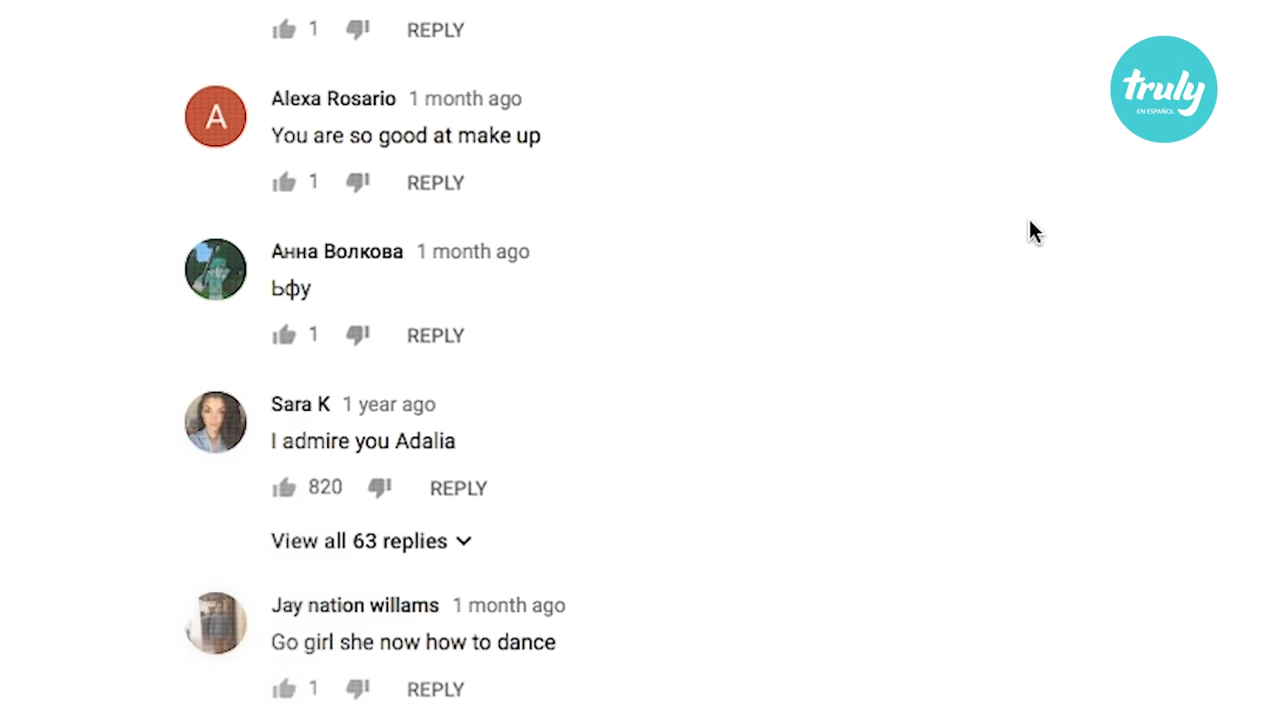 1 REPLY
truly
EN ESPAÑOL
A
Alexa Rosario 1 month ago
You are so good at make up
1 REPLY
Анна Волкова 1 month ago
Ьфу
1 REPLY
Sara K 1 year ago
I admire you Adalia
820 REPLY
View all 63 replies
Jay nation willams 1 month ago
Go girl she now how to dance
1 REPLY